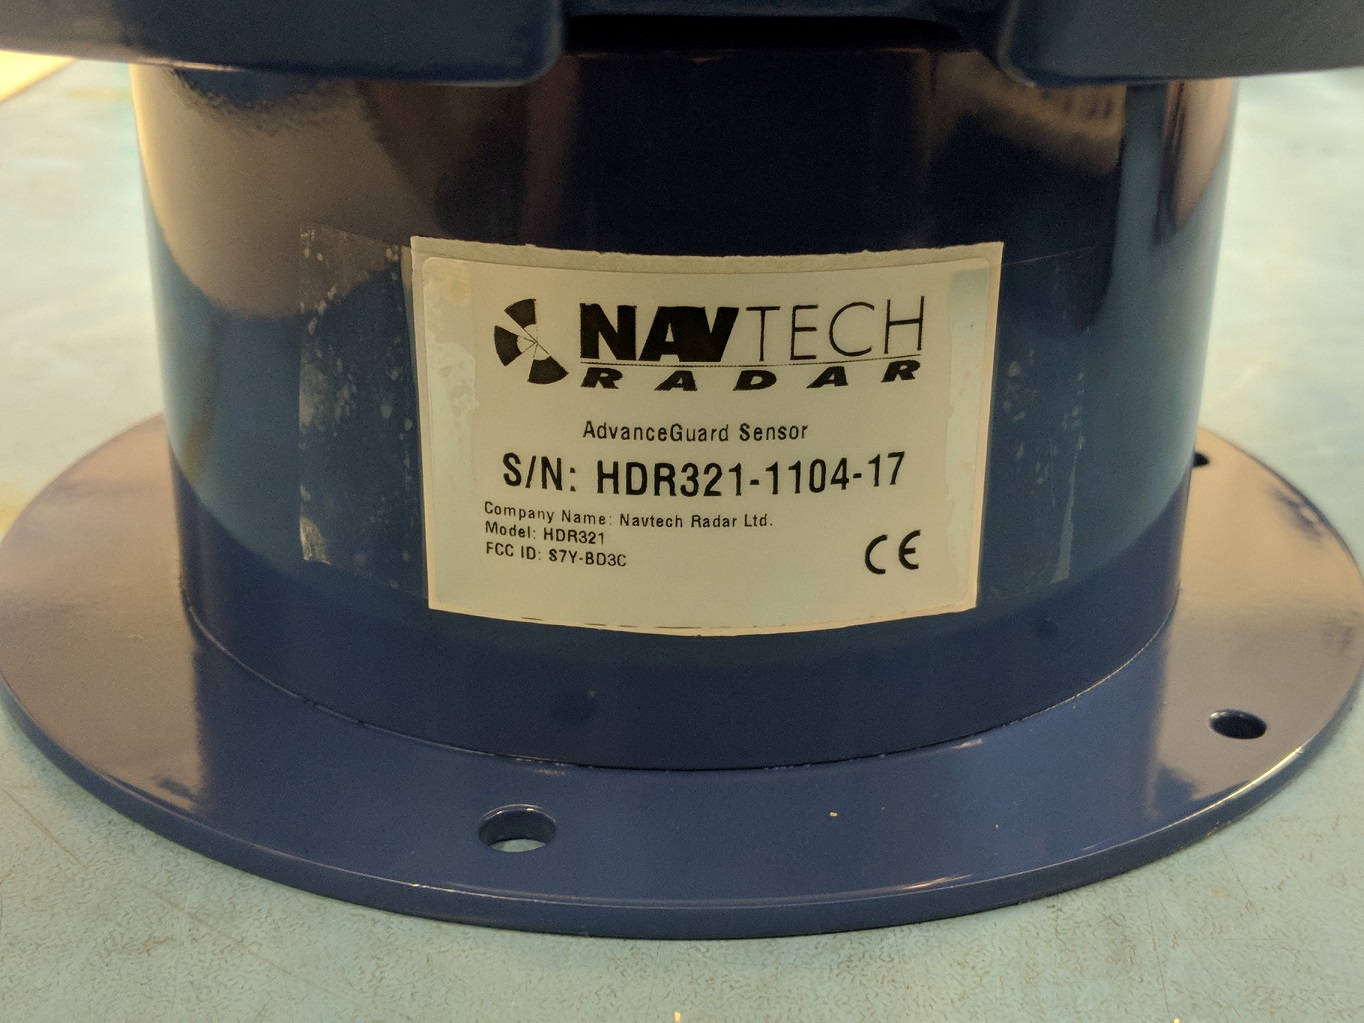 NAVTECH
RADAR
AdvanceGuard Sensor
S/N: HDR321-1104-17
Company Name: Navtech Radar Ltd.
Model: HDR321
FCC ID: S7Y-BD3C
CE